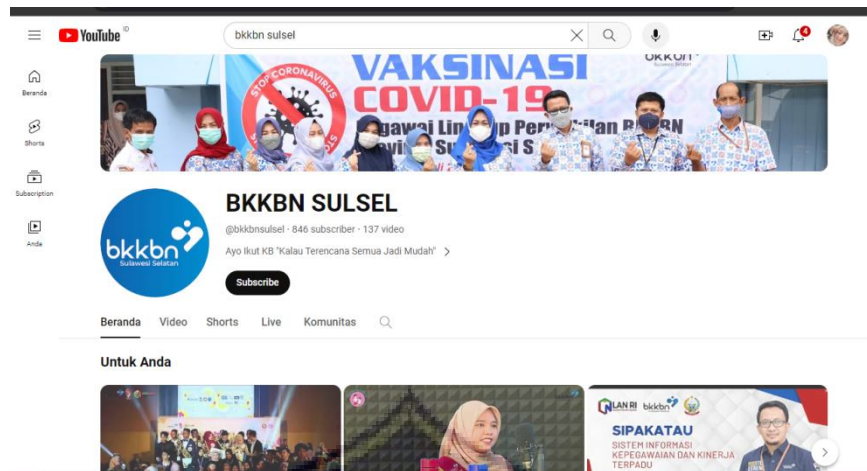 YouTube ID
bkkbn sulsel
4
Beranda
Shorts
Subscription
Anda
STOP CORONAVIRUS
VAKSINASI
COVID-19
BKKBN SULSEL
@bkkbnsulsel · 846 subscriber · 137 video
Ayo Ikut KB "Kalau Terencana Semua Jadi Mudah" >
Subscribe
bkkbn
Sulawesi Selatan
Beranda Video Shorts Live Komunitas
Untuk Anda
LAN RI bkkbn
SIPAKATAU
SISTEM INFORMASI
KEPEGAWAIAN DAN KINERJA
TERPADU